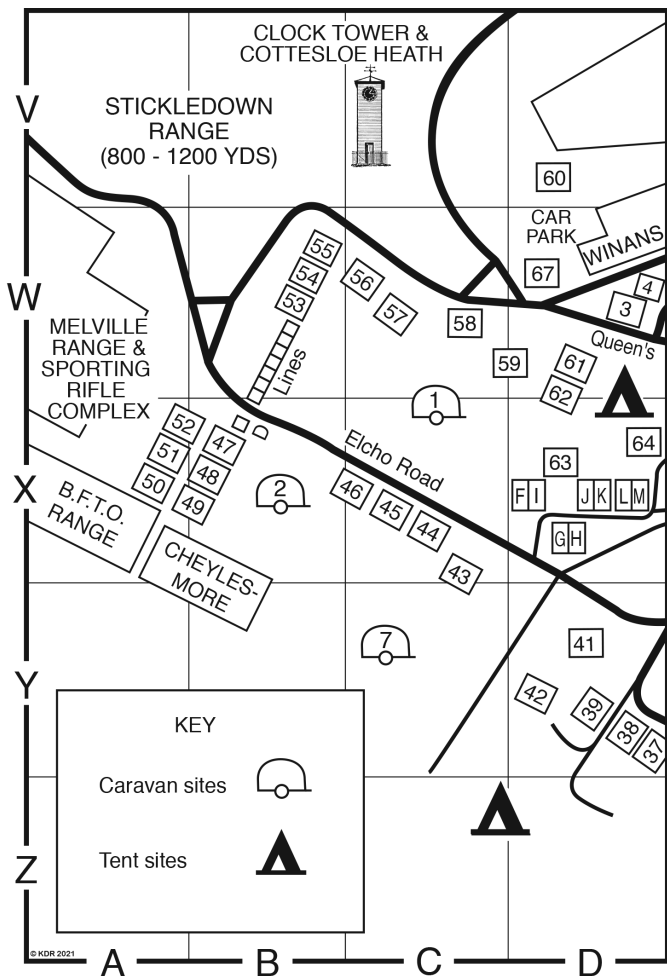 CLOCK TOWER &
COTTESLOE HEATH
V
STICKLEDOWN
RANGE
(800 - 1200 YDS)
60
CAR
PARK
WINANS
55
54
53
56
57
67
4
3
W
58
Queen's
MELVILLE
RANGE &
SPORTING
RIFLE
COMPLEX
Lines
59
61
62
1
52
51
50
47
48
49
D
Elcho Road
64
63
X
B.F.T.O.
RANGE
2
46
45
44
43
F I
J K
L M
G H
CHEYLES-
MORE
7
41
Y
42
39
38
37
KEY
Caravan sites
Tent sites
Z
© KDR 2021
A
B
C
D